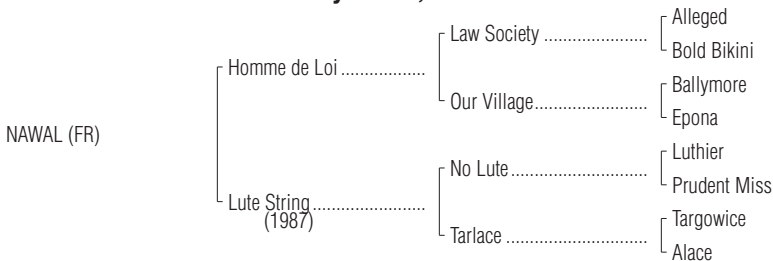 Alleged
Law Society ......................
Bold Bikini
Homme de Loi ..................
Ballymore
Our Village........................
Epona
NAWAL (FR)
Luthier
No Lute.............................
Prudent Miss
Lute String........................
(1987)
Targowice
Tarlace .............................
Alace